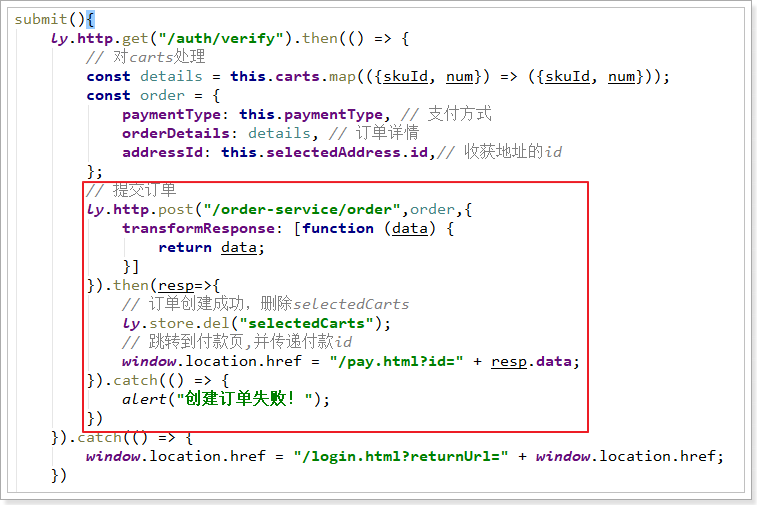 submit(){
ly.http.get("/auth/verify").then(() => {
// 对carts处理
const details = this.carts.map(({skuId, num}) => ({skuId, num}));
const order = {
paymentType: this.paymentType, // 支付方式
orderDetails: details, // 订单详情
addressId: this.selectedAddress.id,// 收获地址的id
};
// 提交订单
ly.http.post("/order-service/order",order,{
transformResponse: [function (data) {
return data;
}]
}).then(resp=>{
// 订单创建成功，删除selectedCarts
ly.store.del("selectedCarts");
// 跳转到付款页,并传递付款id
window.location.href = "/pay.html?id=" + resp.data;
}).catch(() => {
alert("创建订单失败！");
})
}).catch(() => {
window.location.href = "/login.html?returnUrl=" + window.location.href;
})